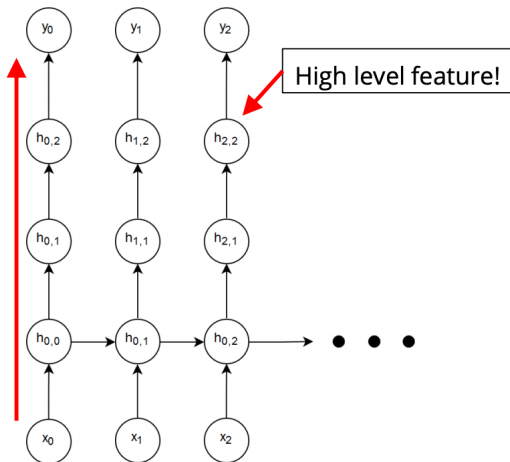 y0 y1 y2
High level feature!
h0,2 h1,2 h2,2
h0,1 h1,1 h2,1
h0,0 h0,1 h0,2
x0 x1 x2